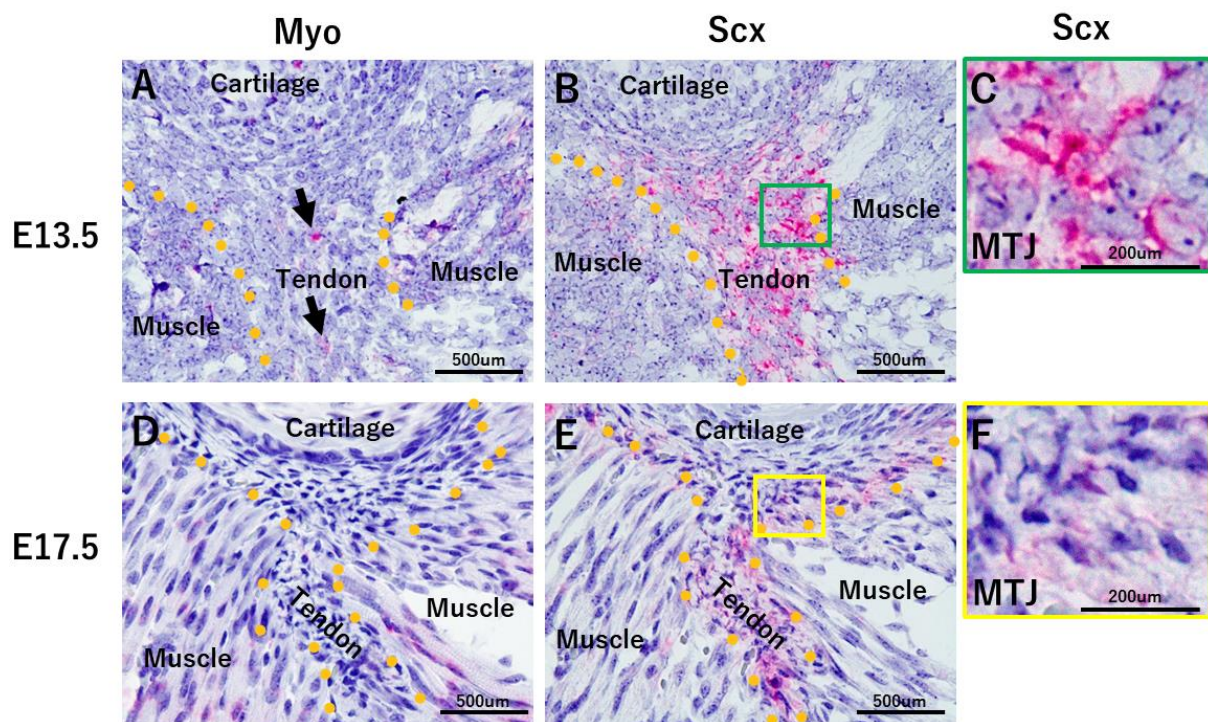 Myo
Scx
Scx
A
Cartilage
B
Cartilage
C
E13.5
Muscle
Tendon
Muscle
Muscle
Tendon
Muscle
MTJ
500um
500um
200um
D
Cartilage
E
Cartilage
F
E17.5
Muscle
Tendon
Muscle
Muscle
Tendon
Muscle
MTJ
500um
500um
200um